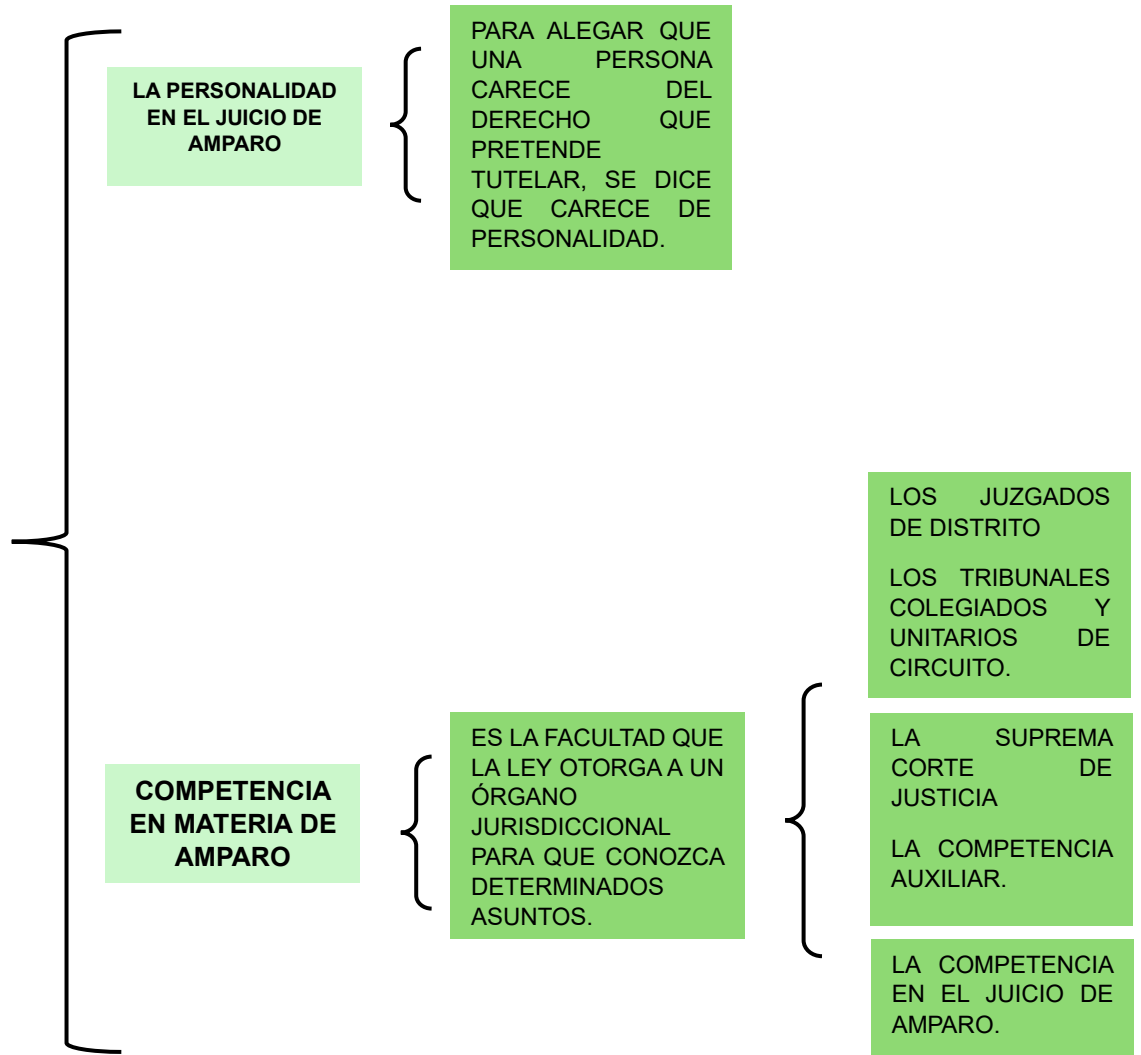 LA PERSONALIDAD
EN EL JUICIO DE
AMPARO
PARA ALEGAR QUE
UNA PERSONA
CARECE DEL
DERECHO QUE
PRETENDE
TUTELAR, SE DICE
QUE CARECE DE
PERSONALIDAD.
COMPETENCIA
EN MATERIA DE
AMPARO
ES LA FACULTAD QUE
LA LEY OTORGA A UN
ÓRGANO
JURISDICCIONAL
PARA QUE CONOZCA
DETERMINADOS
ASUNTOS.
LOS JUZGADOS
DE DISTRITO
LOS TRIBUNALES
COLEGIADOS Y
UNITARIOS DE
CIRCUITO.
LA SUPREMA
CORTE DE
JUSTICIA
LA COMPETENCIA
AUXILIAR.
LA COMPETENCIA
EN EL JUICIO DE
AMPARO.